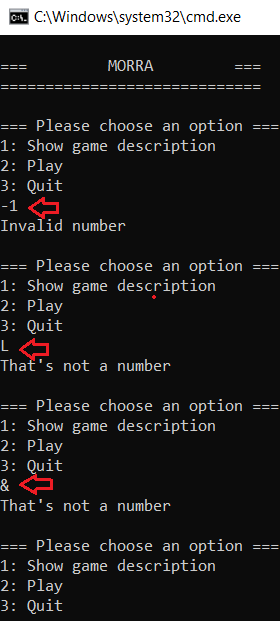 C:\Windows\system32\cmd.exe
=== MORRA ===
=============================
=== Please choose an option ===
1: Show game description
2: Play
3: Quit
-1
Invalid number
=== Please choose an option ===
1: Show game description
2: Play
3: Quit
L
That's not a number
=== Please choose an option ===
1: Show game description
2: Play
3: Quit
&
That's not a number
=== Please choose an option ===
1: Show game description
2: Play
3: Quit